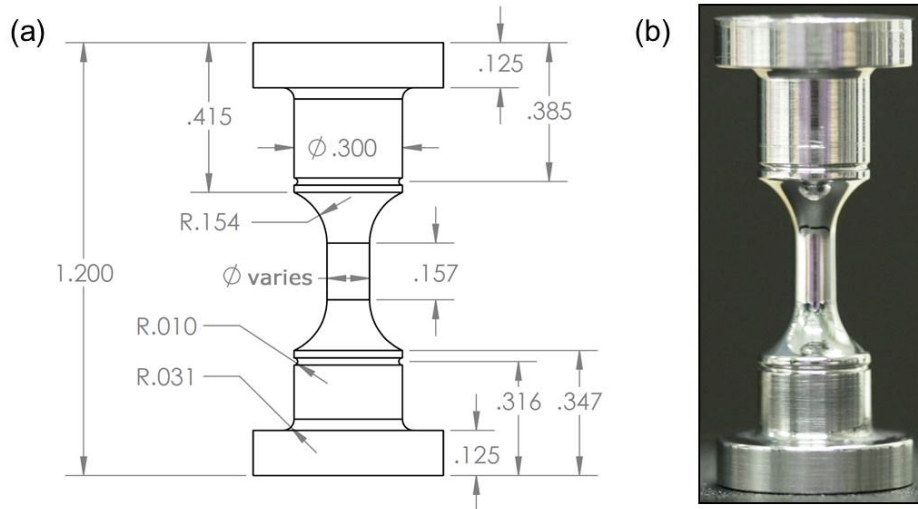 (a)
(b)
.125
.415
.385
Ø .300
R.154
1.200
Ø varies
.157
R.010
R.031
.316
.347
.125